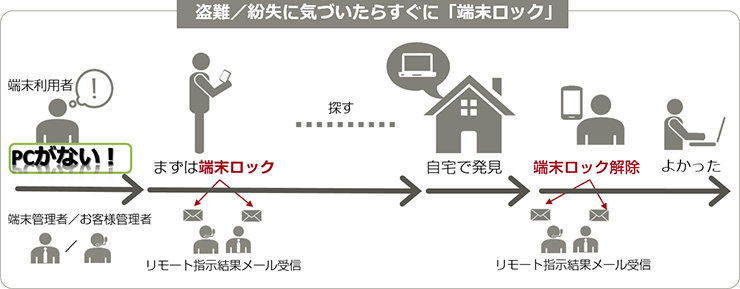 盗難／紛失に気づいたらすぐに「端末ロック」
端末利用者
!
PCがない！
まずは端末ロック
探す
自宅で発見
端末ロック解除
よかった
端末管理者／お客様管理者
／
リモート指示結果メール受信
リモート指示結果メール受信